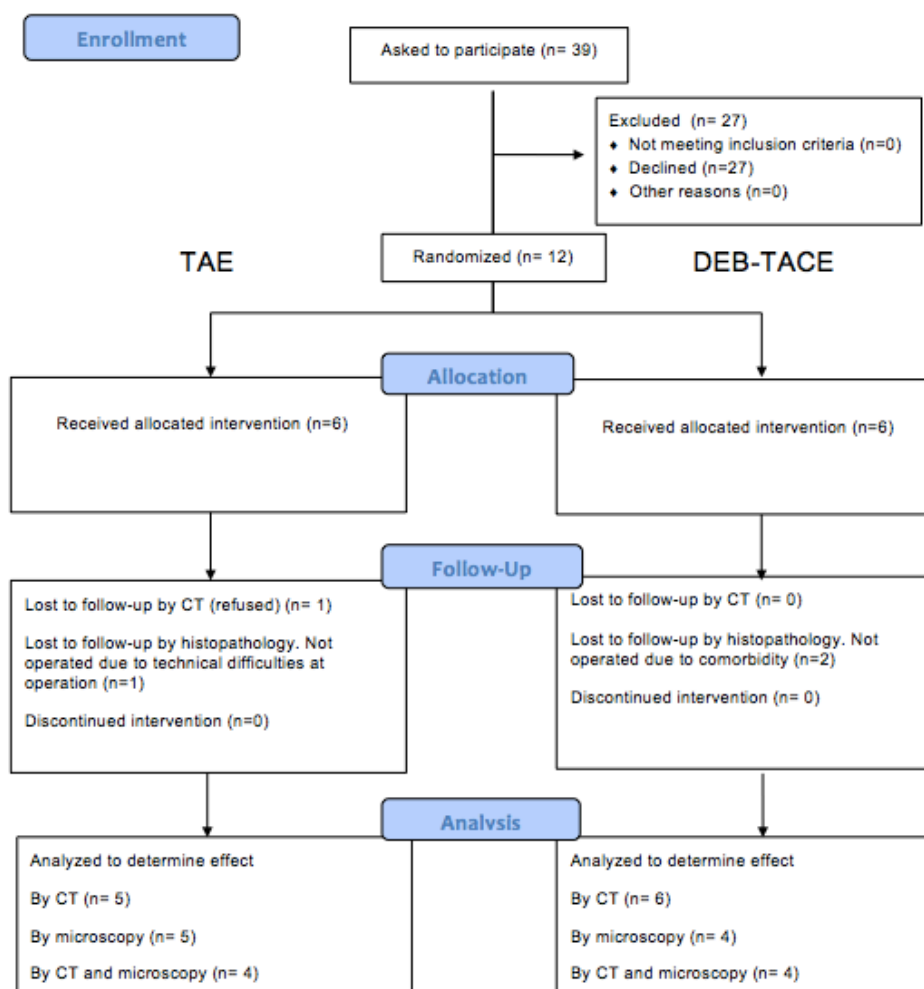 Enrollment
Asked to participate (n= 39)
Excluded (n= 27)
♦ Not meeting inclusion criteria (n=0)
♦ Declined (n=27)
♦ Other reasons (n=0)
TAE
Randomized (n= 12)
DEB-TACE
Allocation
Received allocated intervention (n=6)
Received allocated intervention (n=6)
Follow-Up
Lost to follow-up by CT (refused) (n= 1)
Lost to follow-up by histopathology. Not
operated due to technical difficulties at
operation (n=1)
Discontinued intervention (n=0)
Lost to follow-up by CT (n= 0)
Lost to follow-up by histopathology. Not
operated due to comorbidity (n=2)
Discontinued intervention (n= 0)
Analysis
Analyzed to determine effect
By CT (n= 5)
By microscopy (n= 5)
By CT and microscopy (n= 4)
Analyzed to determine effect
By CT (n= 6)
By microscopy (n= 4)
By CT and microscopy (n= 4)